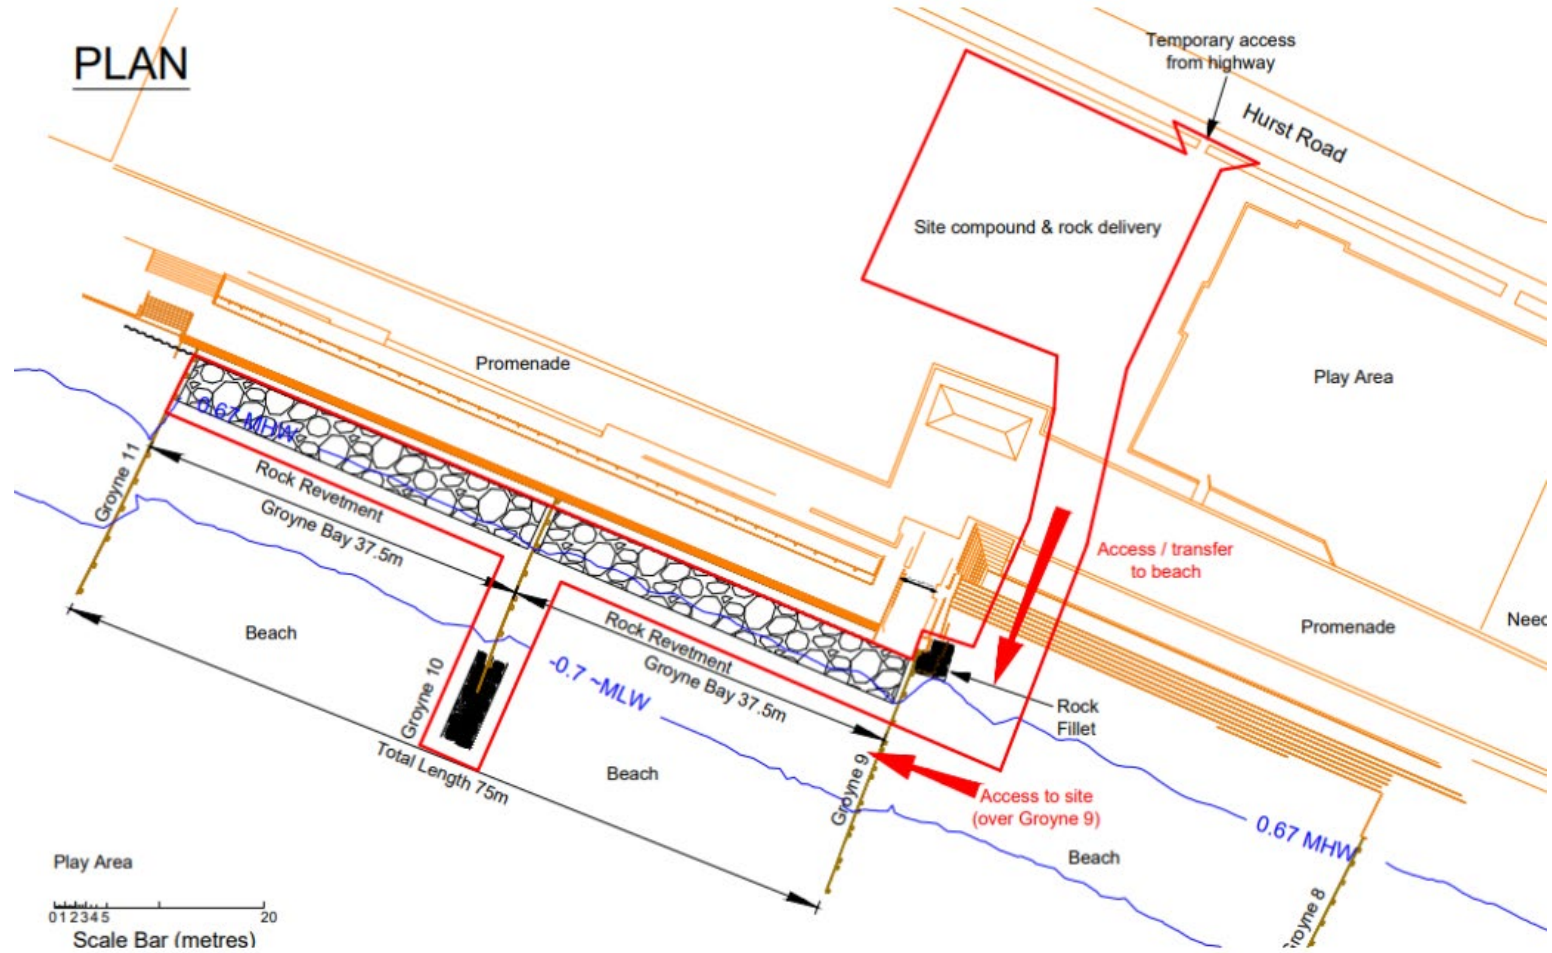 PLAN
Temporary access
from highway
Hurst Road
Site compound & rock delivery
Promenade
Play Area
0.67 MHW
Groyne 11
Rock Revetment
Groyne Bay 37.5m
Access / transfer
to beach
Beach
Rock Revetment
Groyne Bay 37.5m
Promenade
Groyne 10
-0.7 ~MLW
Rock
Fillet
Total Length 75m
Beach
Groyne 9
Access to site
(over Groyne 9)
0.67 MHW
Beach
Groyne 8
Play Area
0 1 2 3 4 5 20
Scale Bar (metres)